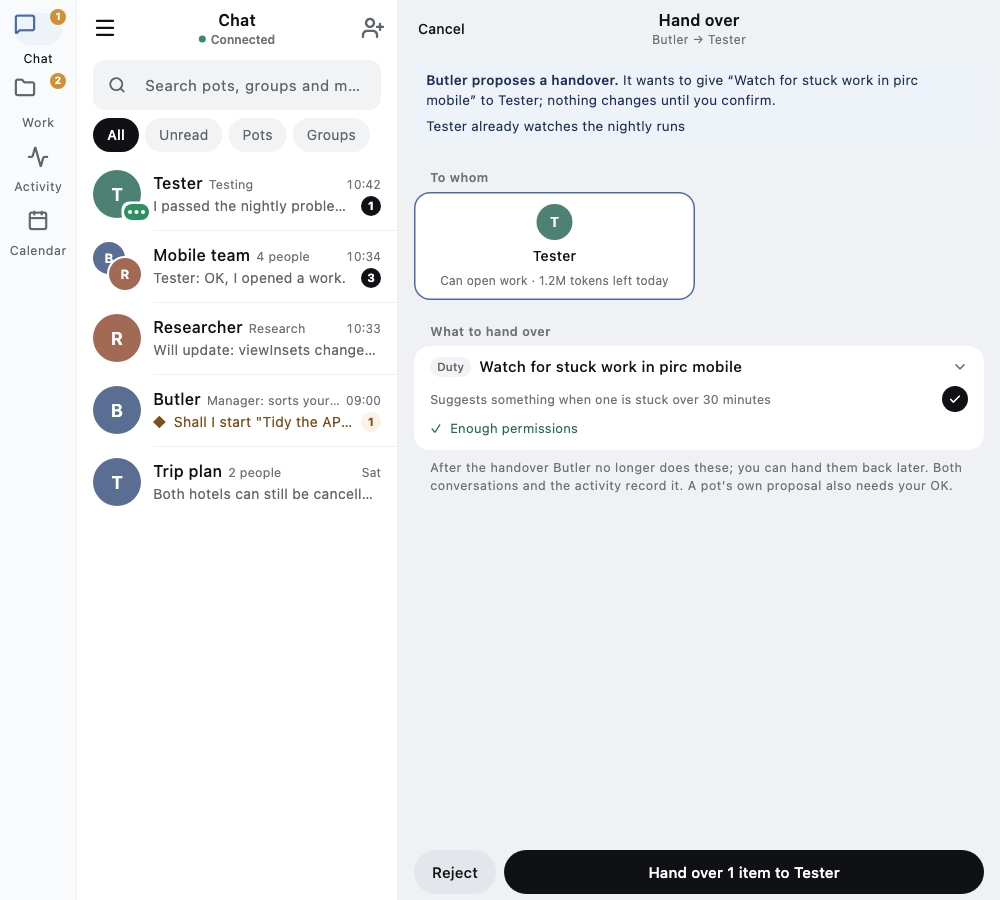 1
Chat
2
Work
Activity
Calendar
Chat
Connected
Search pots, groups and m...
All
Unread
Pots
Groups
T
Tester Testing 10:42
I passed the nightly proble... 1
B
R
Mobile team 4 people 10:34
Tester: OK, I opened a work. 3
R
Researcher Research 10:33
Will update: viewInsets change...
B
Butler Manager: sorts your... 09:00
Shall I start "Tidy the AP... 1
T
Trip plan 2 people Sat
Both hotels can still be cancell...
Cancel
Hand over
Butler → Tester
Butler proposes a handover. It wants to give “Watch for stuck work in pirc
mobile” to Tester; nothing changes until you confirm.
Tester already watches the nightly runs
To whom
T
Tester
Can open work · 1.2M tokens left today
What to hand over
Duty Watch for stuck work in pirc mobile
Suggests something when one is stuck over 30 minutes
Enough permissions
After the handover Butler no longer does these; you can hand them back later. Both
conversations and the activity record it. A pot's own proposal also needs your OK.
Reject
Hand over 1 item to Tester